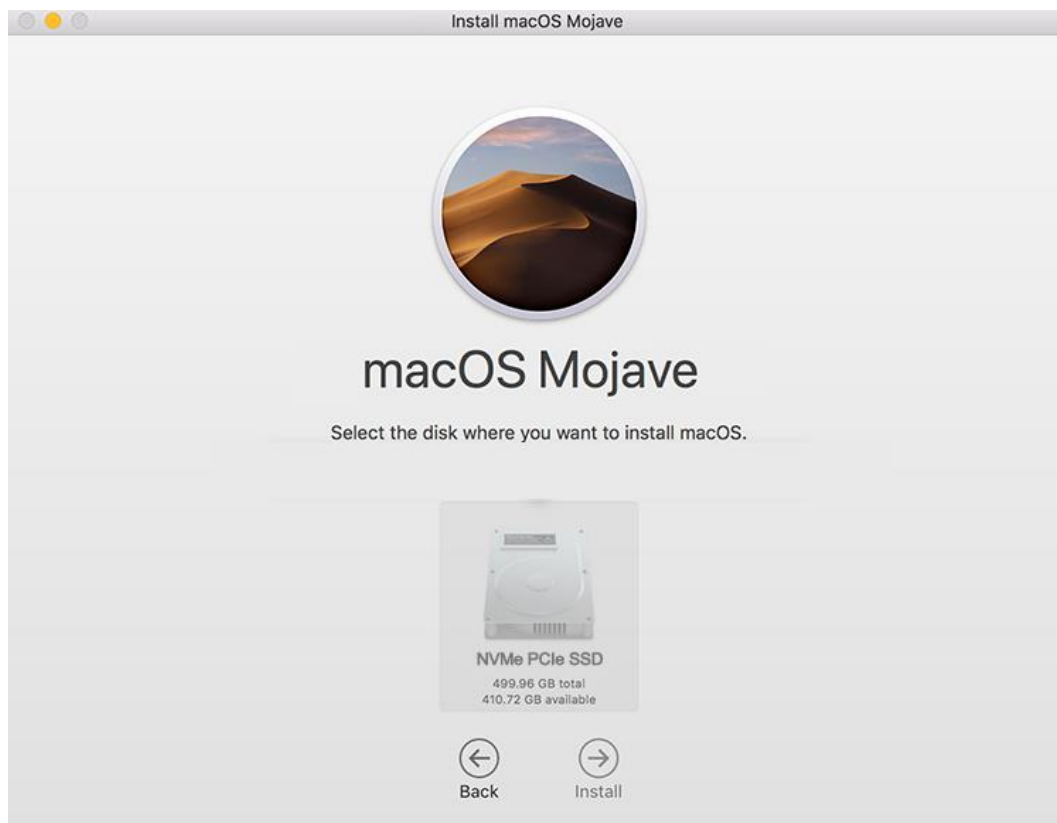 Install macOS Mojave
macOS Mojave
Select the disk where you want to install macOS.
NVMe PCIe SSD
499.96 GB total
410.72 GB available
Back
Install